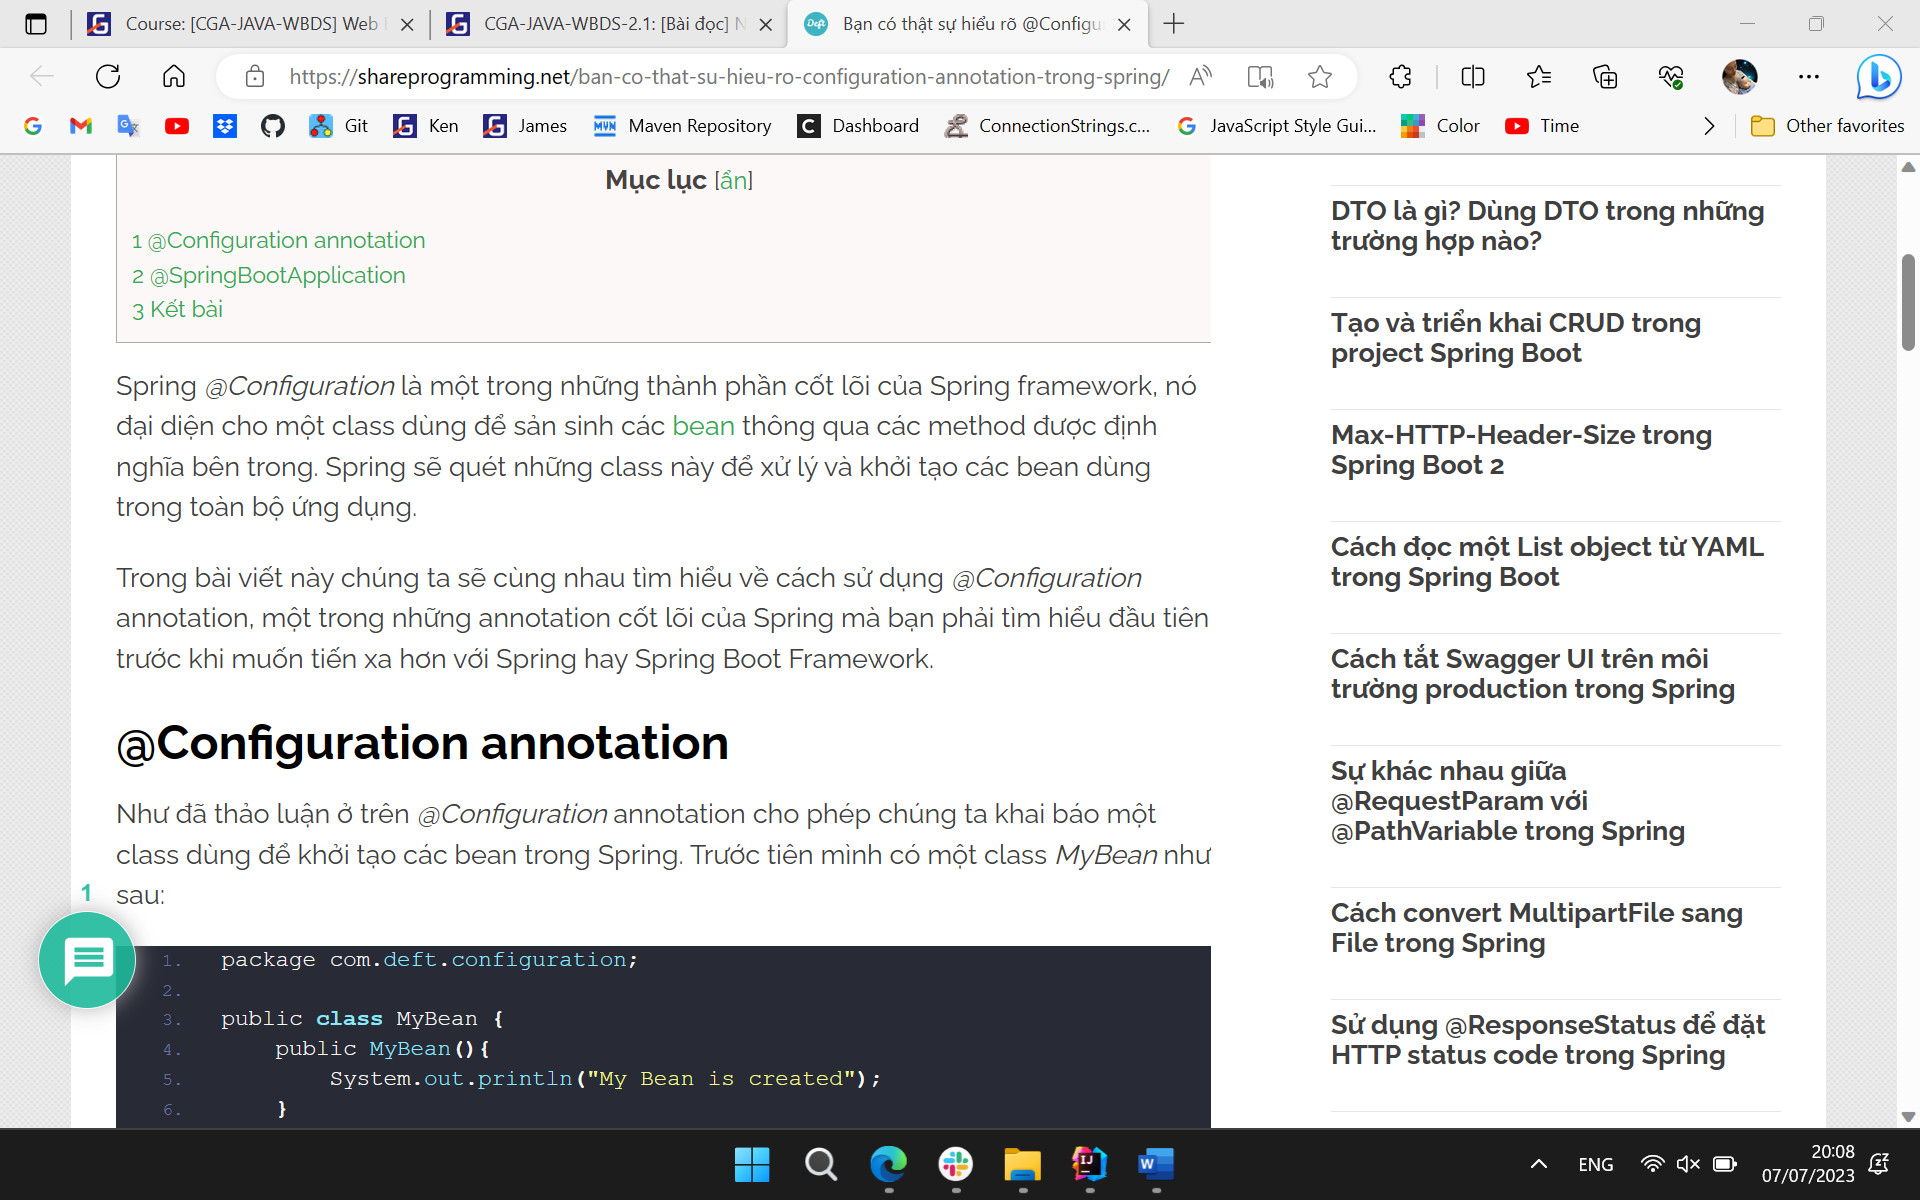 Course: [CGA-JAVA-WBDS] Web
CGA-JAVA-WBDS-2.1: [Bài đọc]
Bạn có thật sự hiểu rõ @Configu
https://shareprogramming.net/ban-co-that-su-hieu-ro-configuration-annotation-trong-spring/
Git
Ken
James
Maven Repository
Dashboard
ConnectionStrings.c...
JavaScript Style Gui...
Color
Time
Other favorites
Mục lục [ẩn]
1 @Configuration annotation
2 @SpringBootApplication
3 Kết bài
Spring @Configuration là một trong những thành phần cốt lõi của Spring framework, nó
đại diện cho một class dùng để sản sinh các bean thông qua các method được định
nghĩa bên trong. Spring sẽ quét những class này để xử lý và khởi tạo các bean dùng
trong toàn bộ ứng dụng.
Trong bài viết này chúng ta sẽ cùng nhau tìm hiểu về cách sử dụng @Configuration
annotation, một trong những annotation cốt lõi của Spring mà bạn phải tìm hiểu đầu tiên
trước khi muốn tiến xa hơn với Spring hay Spring Boot Framework.
@Configuration annotation
Như đã thảo luận ở trên @Configuration annotation cho phép chúng ta khai báo một
class dùng để khởi tạo các bean trong Spring. Trước tiên mình có một class MyBean như
sau:
1
1. package com.deft.configuration;
2.
3. public class MyBean {
4. public MyBean(){
5. System.out.println("My Bean is created");
6. }
DTO là gì? Dùng DTO trong những
trường hợp nào?
Tạo và triển khai CRUD trong
project Spring Boot
Max-HTTP-Header-Size trong
Spring Boot 2
Cách đọc một List object từ YAML
trong Spring Boot
Cách tắt Swagger UI trên môi
trường production trong Spring
Sự khác nhau giữa
@RequestParam với
@PathVariable trong Spring
Cách convert MultipartFile sang
File trong Spring
Sử dụng @ResponseStatus để đặt
HTTP status code trong Spring
ENG
20:08
07/07/2023